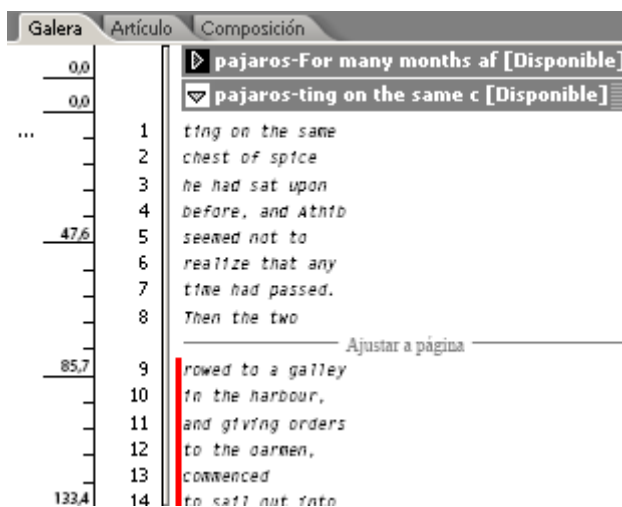 Galera Artículo Composición
0,0 pajaros-For many months af [Disponible]
0,0 pajaros-ting on the same c [Disponible]
... 1 ting on the same
2 chest of spice
3 he had sat upon
4 before, and Athib
47,6 5 seemed not to
6 realize that any
7 time had passed.
8 Then the two
Ajustar a página
85,7 9 rowed to a galley
10 in the harbour,
11 and giving orders
12 to the oarmen,
13 commenced
133,4 14 to sail out into